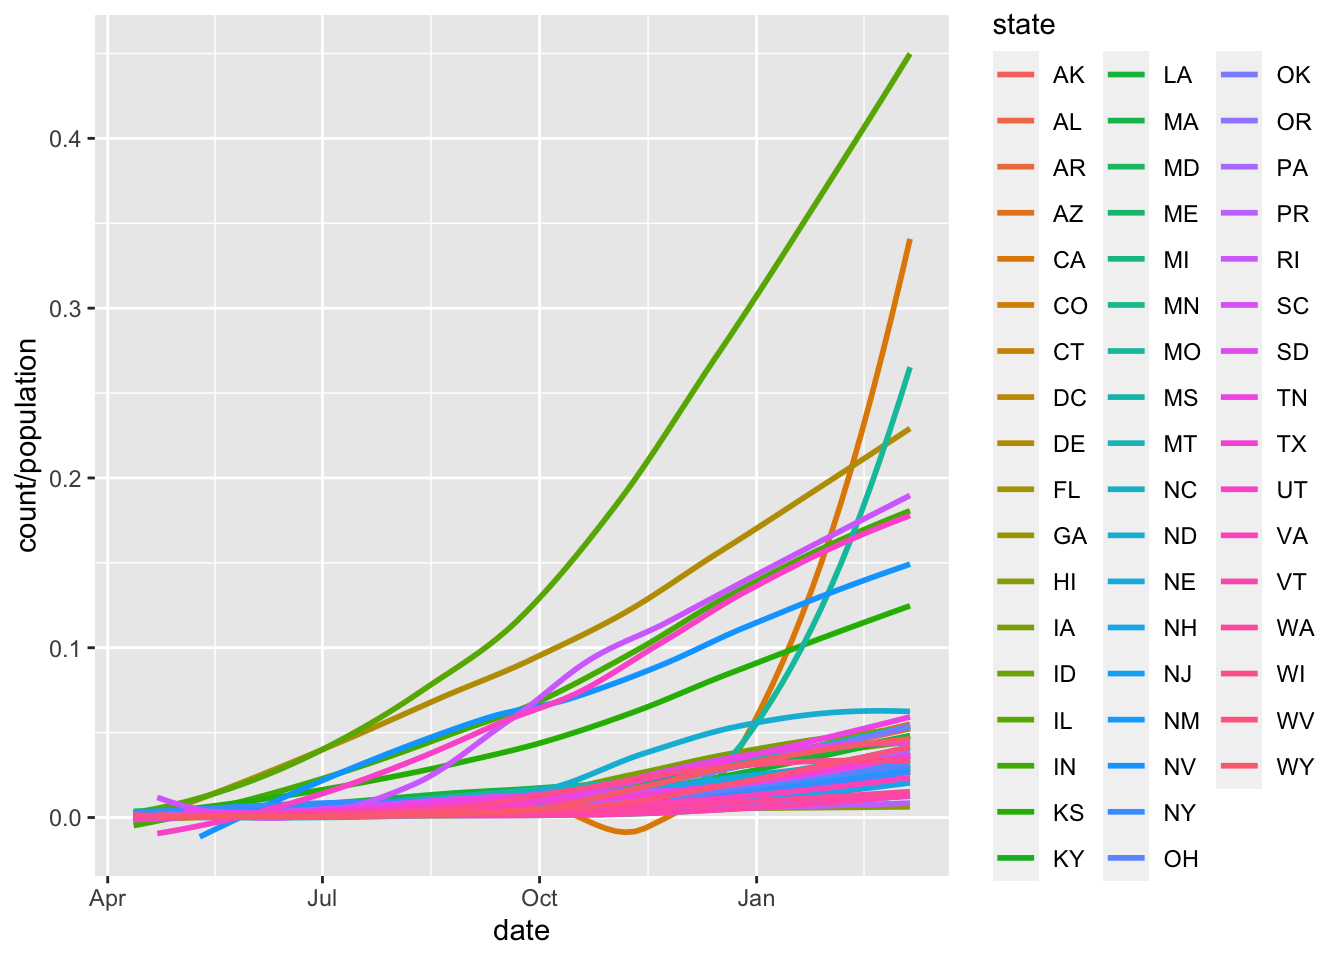 state
AK
AL
AR
AZ
CA
CO
CT
DC
DE
FL
GA
HI
IA
ID
IL
IN
KS
KY
LA
MA
MD
ME
MI
MN
MO
MS
MT
NC
ND
NE
NH
NJ
NM
NV
NY
OH
OK
OR
PA
PR
RI
SC
SD
TN
TX
UT
VA
VT
WA
WI
WV
WY
count/population
0.4
0.3
0.2
0.1
0.0
Apr Jul Oct Jan
date